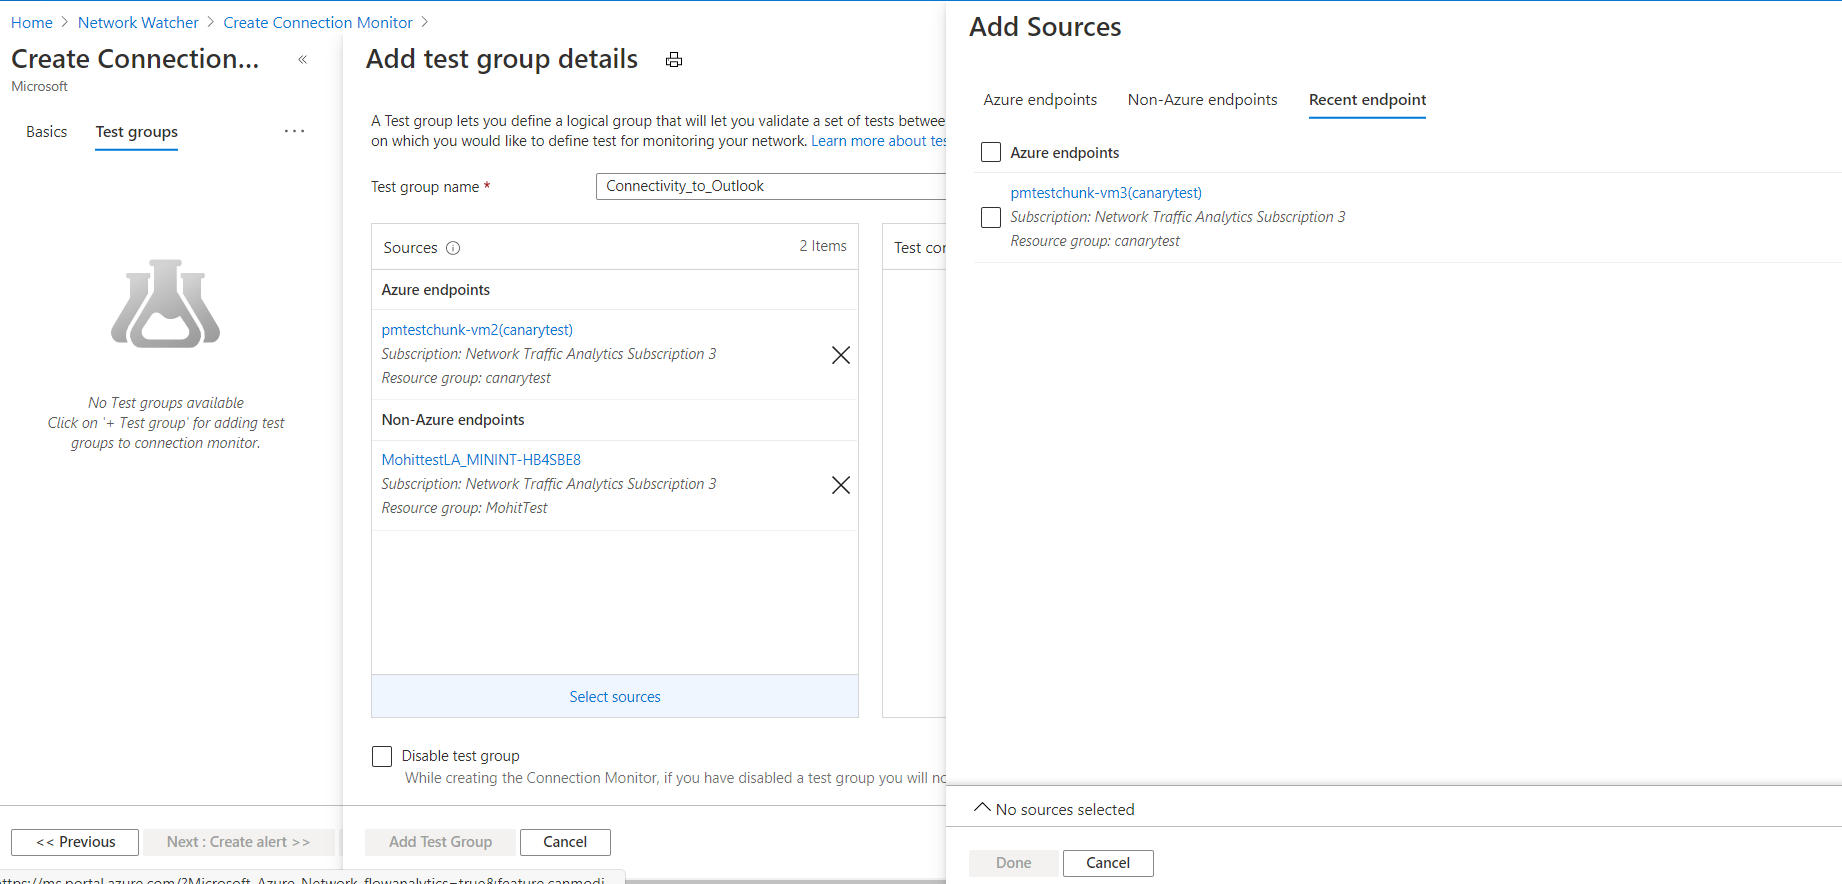 Home > Network Watcher > Create Connection Monitor >
Create Connection... «
Microsoft
Basics Test groups ...
No Test groups available
Click on '+ Test group' for adding test
groups to connection monitor.
<< Previous Next : Create alert >>
Add test group details
A Test group lets you define a logical group that will let you validate a set of tests betwee
on which you would like to define test for monitoring your network. Learn more about tes
Test group name * Connectivity_to_Outlook
Sources 2 Items
Azure endpoints
pmtestchunk-vm2(canarytest)
Subscription: Network Traffic Analytics Subscription 3
Resource group: canarytest
Non-Azure endpoints
MohittestLA_MININT-HB4SBE8
Subscription: Network Traffic Analytics Subscription 3
Resource group: MohitTest
Select sources
Test cor
Disable test group
While creating the Connection Monitor, if you have disabled a test group you will no
Add Test Group Cancel
Add Sources
Azure endpoints Non-Azure endpoints Recent endpoint
Azure endpoints
pmtestchunk-vm3(canarytest)
Subscription: Network Traffic Analytics Subscription 3
Resource group: canarytest
No sources selected
Done Cancel